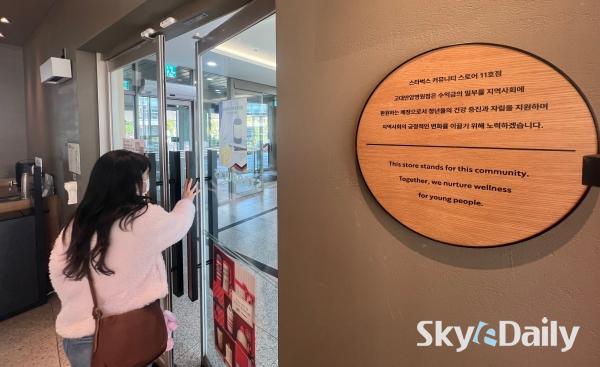 스타벅스 커뮤니티 스토어 11호점
고대안암병원점은 수익금의 일부를 지역사회에
환원하는 매장으로서 청년들의 건강 증진과 자립을 지원하며
지역사회의 긍정적인 변화를 이끌기 위해 노력하겠습니다.
This store stands for this community.
Together, we nurture wellness
for young people.
SkyeDaily